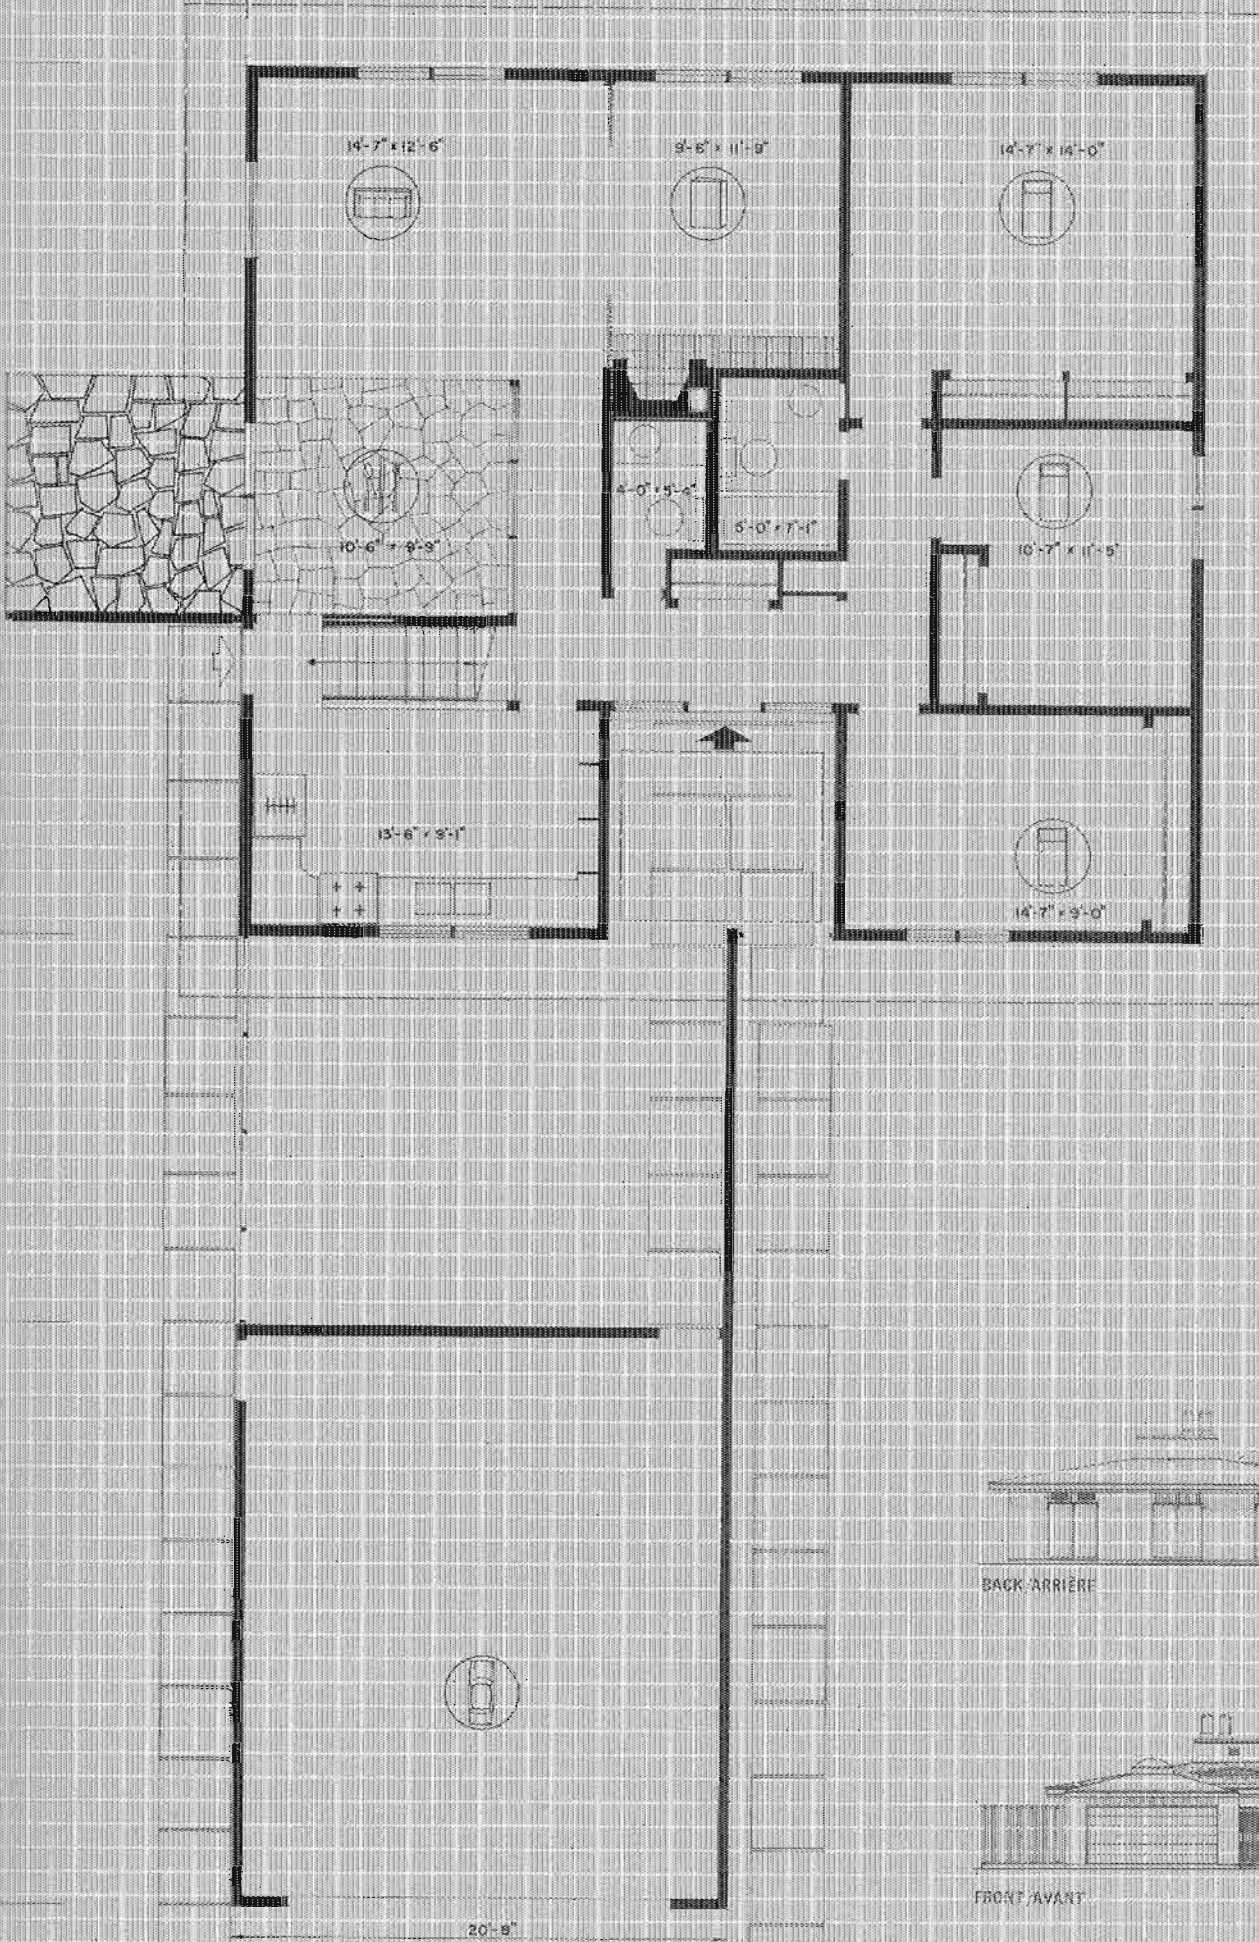 14'-7" x 12'-6"
9'-6" x 11'-9"
14'-7" x 14'-0"
4'-0" x 5'-4"
5'-0" x 7'-1"
10'-6" x 9'-9"
10'-7" x 11'-5"
13'-6" x 9'-1"
14'-7" x 9'-0"
BACK/ARRIÈRE
FRONT/AVANT
20'-8"